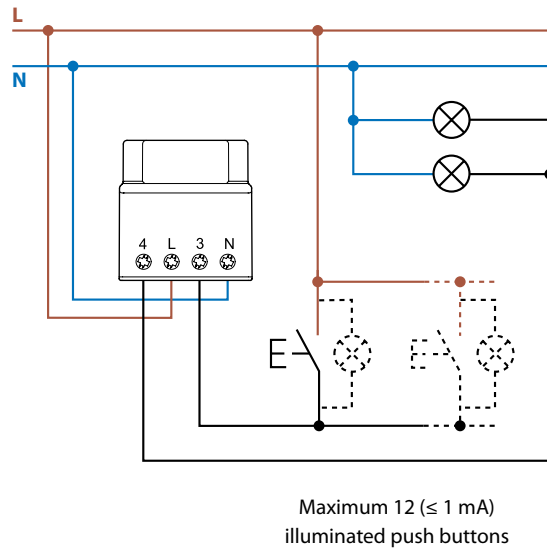 L
N
4 L 3 N
Maximum 12 (≤ 1 mA)
illuminated push buttons